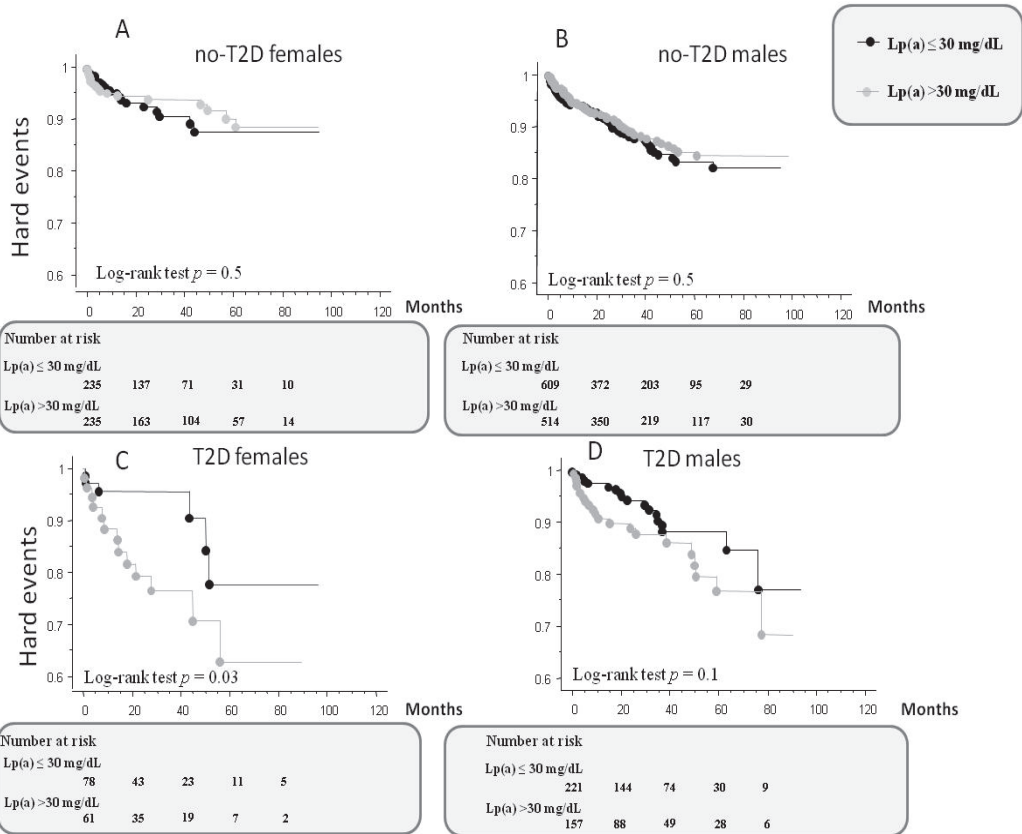 A
no-T2D females
Hard events
1
0.9
0.8
0.7
0.6
Log-rank test p = 0.5
0 20 40 60 80 100 120 Months
Number at risk
Lp(a) ≤ 30 mg/dL
235 137 71 31 10
Lp(a) >30 mg/dL
235 163 104 57 14
B
no-T2D males
1
0.9
0.8
0.7
0.6
Log-rank test p = 0.5
0 20 40 60 80 100 120 Months
Number at risk
Lp(a) ≤ 30 mg/dL
609 372 203 95 29
Lp(a) >30 mg/dL
514 350 219 117 30
Lp(a) ≤ 30 mg/dL
Lp(a) >30 mg/dL
C
T2D females
Hard events
1
0.9
0.8
0.7
0.6
Log-rank test p = 0.03
0 20 40 60 80 100 120 Months
Number at risk
Lp(a) ≤ 30 mg/dL
78 43 23 11 5
Lp(a) >30 mg/dL
61 35 19 7 2
D
T2D males
1
0.9
0.8
0.7
0.6
Log-rank test p = 0.1
0 20 40 60 80 100 120 Months
Number at risk
Lp(a) ≤ 30 mg/dL
221 144 74 30 9
Lp(a) >30 mg/dL
157 88 49 28 6